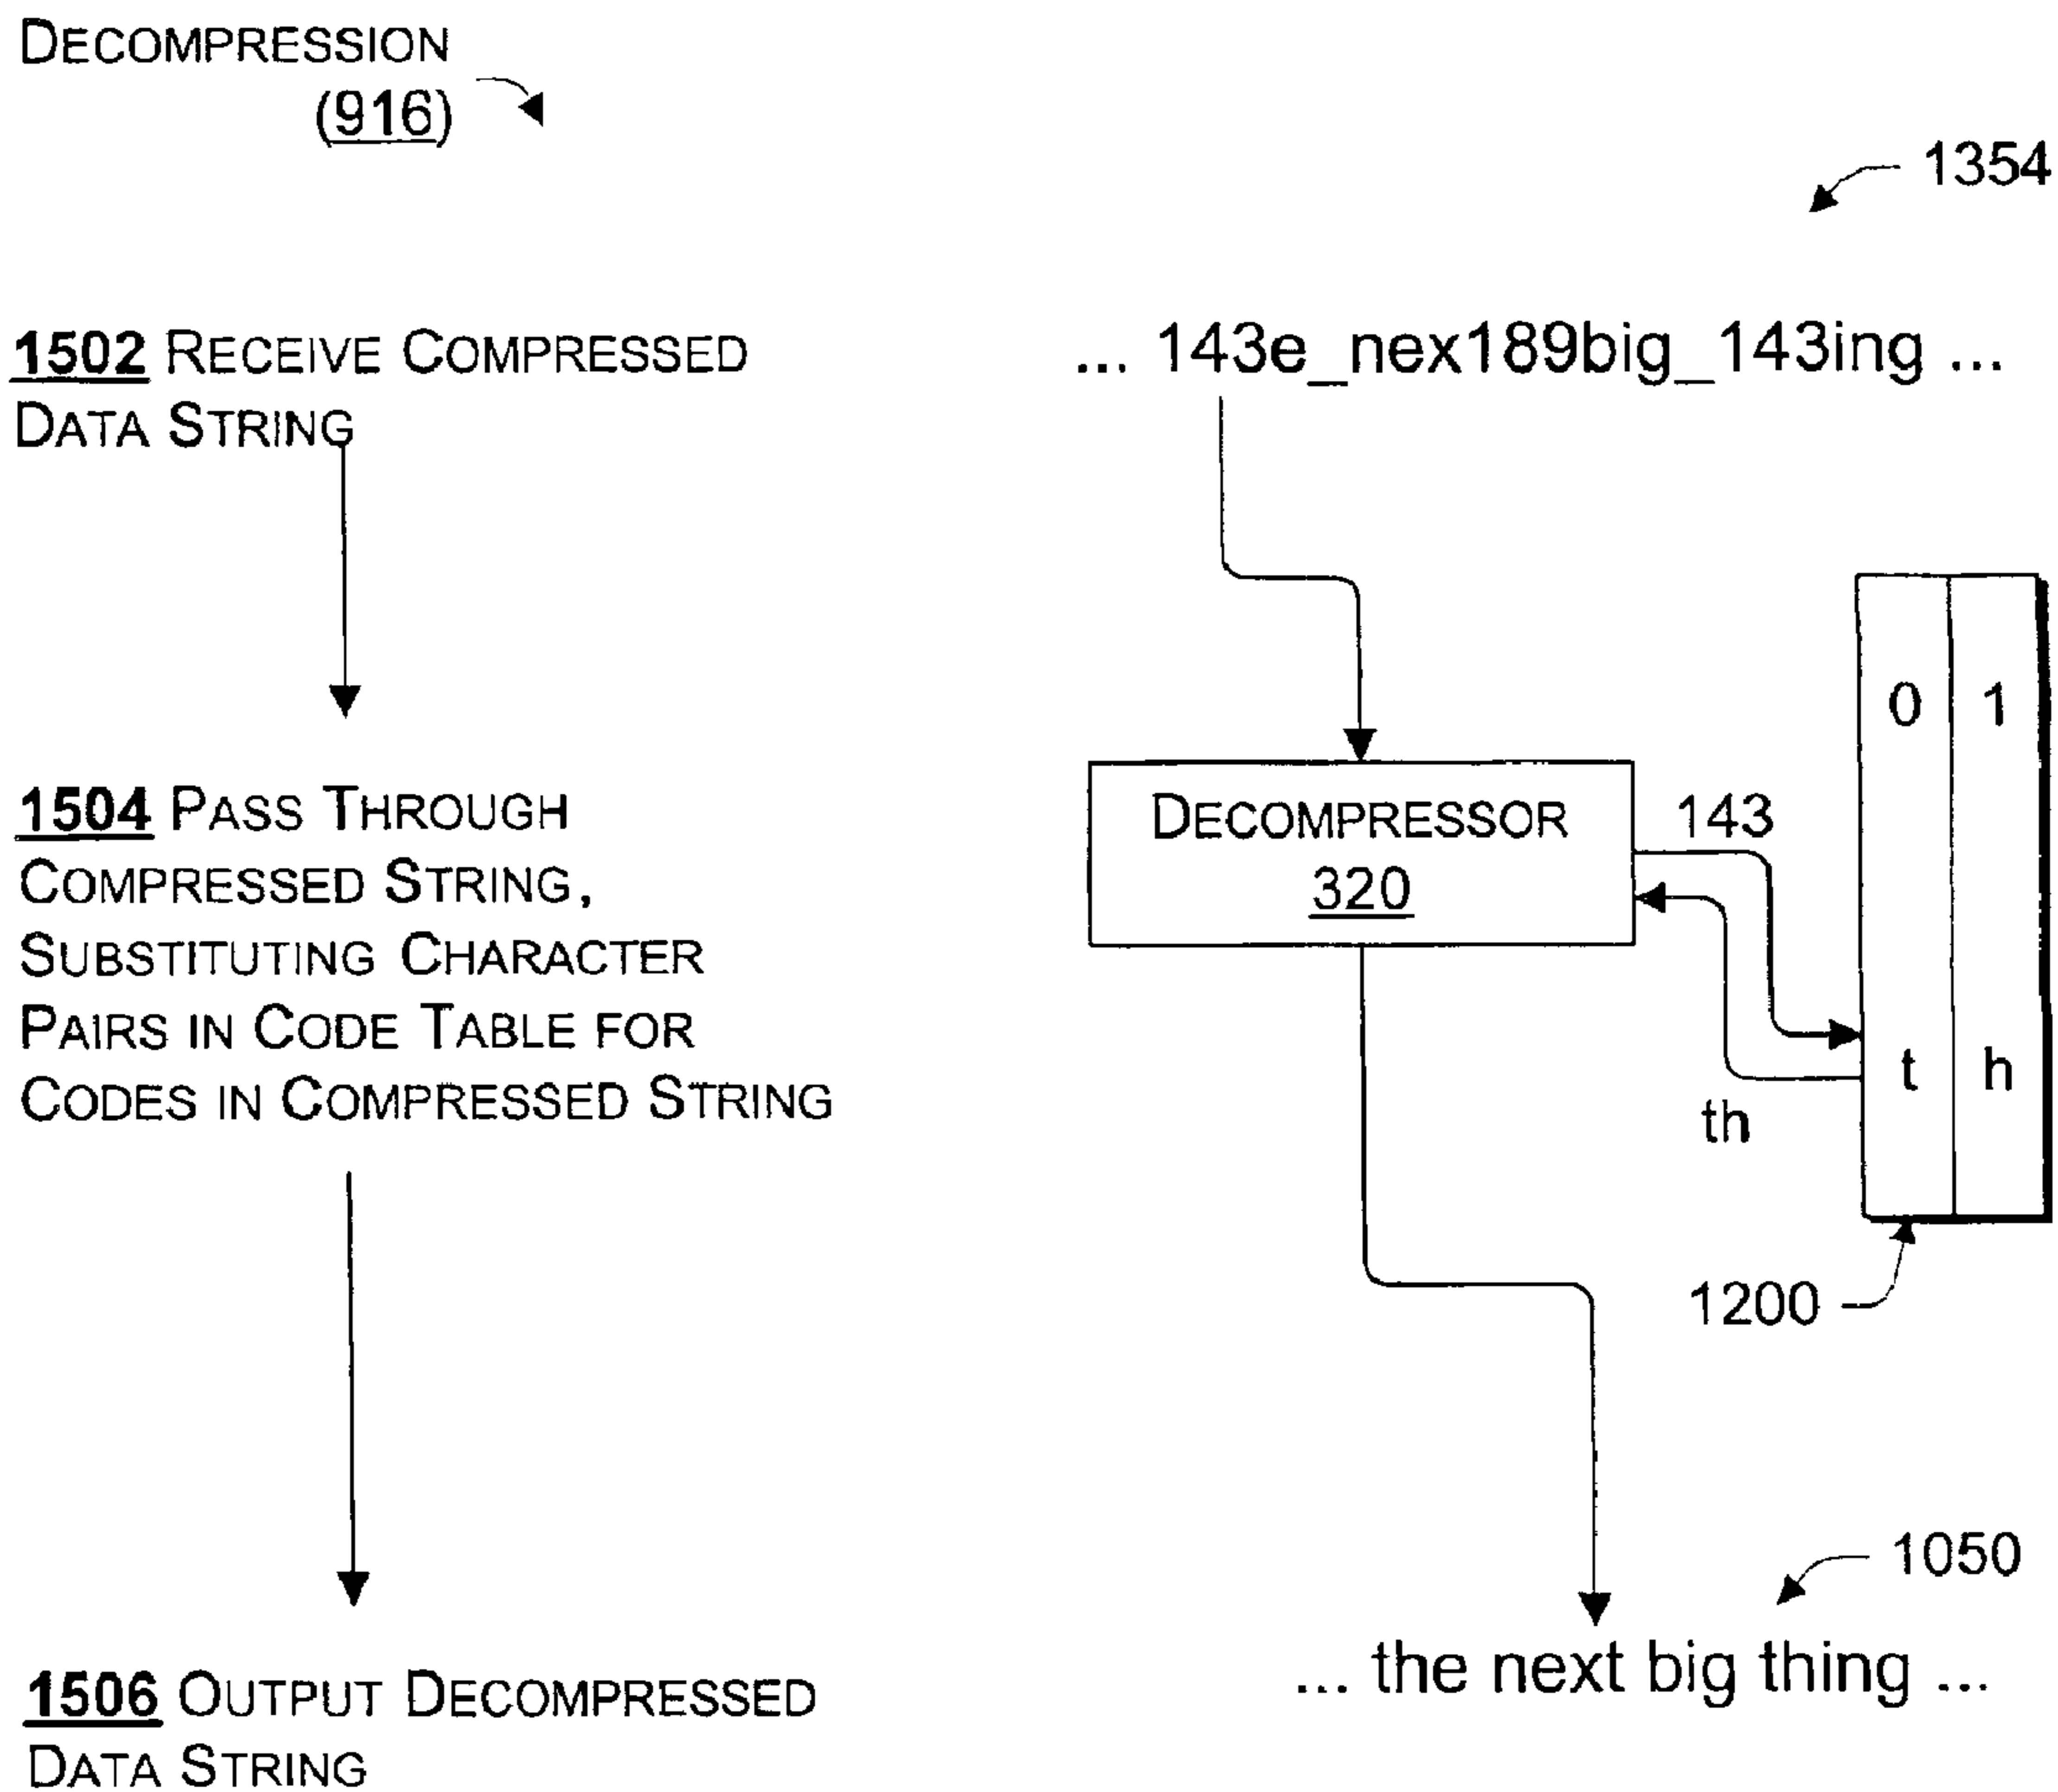 DECOMPRESSION
(916)
1354
1502 RECEIVE COMPRESSED
DATA STRING
... 143e_nex189big_143ing ...
0 1
1504 PASS THROUGH
COMPRESSED STRING,
SUBSTITUTING CHARACTER
PAIRS IN CODE TABLE FOR
CODES IN COMPRESSED STRING
DECOMPRESSOR
320
143
t h
th
1200
1050
... the next big thing ...
1506 OUTPUT DECOMPRESSED
DATA STRING